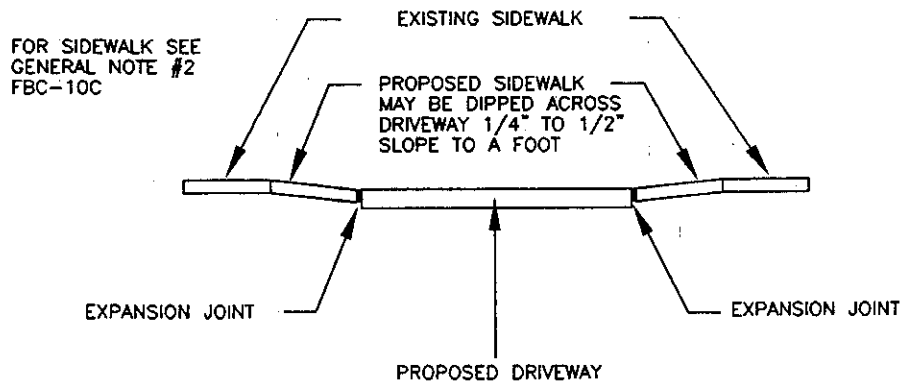 EXISTING SIDEWALK
FOR SIDEWALK SEE
GENERAL NOTE #2
FBC-10C
PROPOSED SIDEWALK
MAY BE DIPPED ACROSS
DRIVEWAY 1/4" TO 1/2"
SLOPE TO A FOOT
EXPANSION JOINT
EXPANSION JOINT
PROPOSED DRIVEWAY